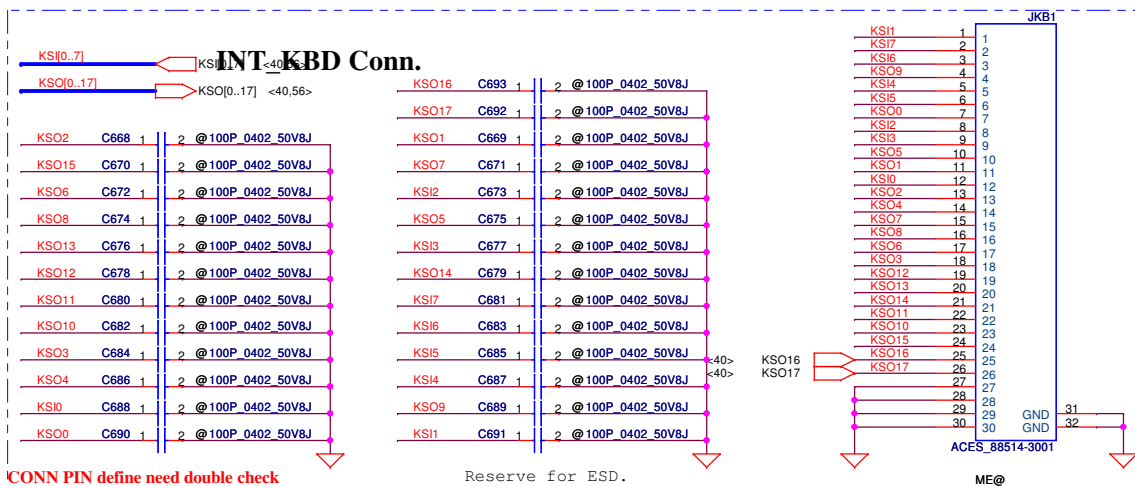 INT_KBD Conn.
KSI[0..7] KSI[0..7] <40,56>
KSO[0..17] KSO[0..17] <40,56>
KSO2 C668 1 2 @100P_0402_50V8J
KSO15 C670 1 2 @100P_0402_50V8J
KSO6 C672 1 2 @100P_0402_50V8J
KSO8 C674 1 2 @100P_0402_50V8J
KSO13 C676 1 2 @100P_0402_50V8J
KSO12 C678 1 2 @100P_0402_50V8J
KSO11 C680 1 2 @100P_0402_50V8J
KSO10 C682 1 2 @100P_0402_50V8J
KSO3 C684 1 2 @100P_0402_50V8J
KSO4 C686 1 2 @100P_0402_50V8J
KSI0 C688 1 2 @100P_0402_50V8J
KSO0 C690 1 2 @100P_0402_50V8J
CONN PIN define need double check
KSO16 C693 1 2 @100P_0402_50V8J
KSO17 C692 1 2 @100P_0402_50V8J
KSO1 C669 1 2 @100P_0402_50V8J
KSO7 C671 1 2 @100P_0402_50V8J
KSI2 C673 1 2 @100P_0402_50V8J
KSO5 C675 1 2 @100P_0402_50V8J
KSI3 C677 1 2 @100P_0402_50V8J
KSO14 C679 1 2 @100P_0402_50V8J
KSI7 C681 1 2 @100P_0402_50V8J
KSI6 C683 1 2 @100P_0402_50V8J
KSI5 C685 1 2 @100P_0402_50V8J
KSI4 C687 1 2 @100P_0402_50V8J
KSO9 C689 1 2 @100P_0402_50V8J
KSI1 C691 1 2 @100P_0402_50V8J
Reserve for ESD.
JKB1
KSI1 1 1
KSI7 2 2
KSI6 3 3
KSO9 4 4
KSI4 5 5
KSI5 6 6
KSO0 7 7
KSI2 8 8
KSI3 9 9
KSO5 10 10
KSO1 11 11
KSI0 12 12
KSO2 13 13
KSO4 14 14
KSO7 15 15
KSO8 16 16
KSO6 17 17
KSO3 18 18
KSO12 19 19
KSO13 20 20
KSO14 21 21
KSO11 22 22
KSO10 23 23
KSO15 24 24
<40> KSO16 KSO16 25 25
<40> KSO17 KSO17 26 26
27 27
28 28
29 29 GND 31
30 30 GND 32
ACES_88514-3001
ME@